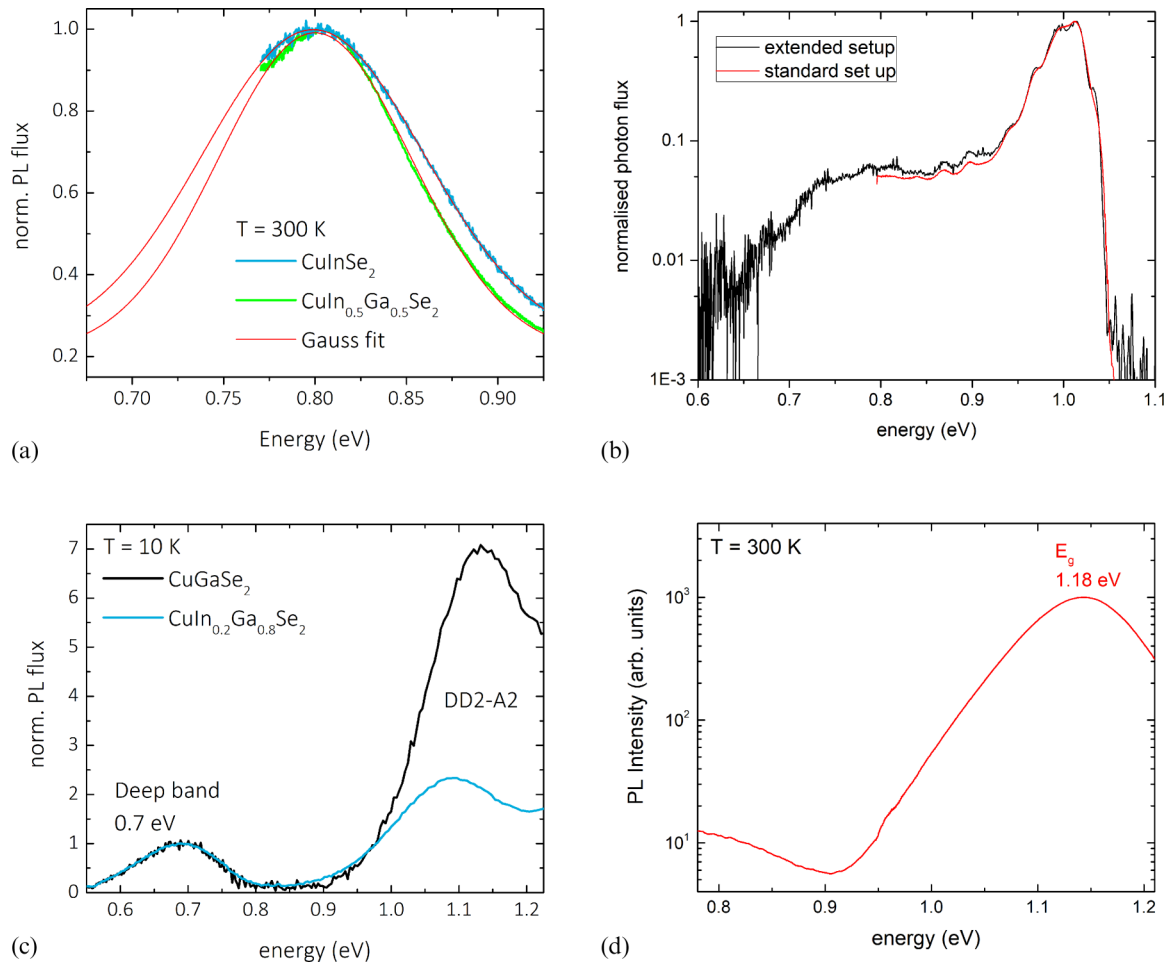 1.0
0.8
0.6
0.4
0.2
norm. PL flux
T = 300 K
CuInSe2
CuIn0.5Ga0.5Se2
Gauss fit
0.70 0.75 0.80 0.85 0.90
Energy (eV)
(a)
1
0.1
0.01
1E-3
normalised photon flux
extended setup
standard set up
0.6 0.7 0.8 0.9 1.0 1.1
energy (eV)
(b)
7
6
5
4
3
2
1
0
norm. PL flux
T = 10 K
CuGaSe2
CuIn0.2Ga0.8Se2
DD2-A2
Deep band
0.7 eV
0.6 0.7 0.8 0.9 1.0 1.1 1.2
energy (eV)
(c)
10³
10²
10¹
PL Intensity (arb. units)
T = 300 K
Eg
1.18 eV
0.8 0.9 1.0 1.1 1.2
energy (eV)
(d)